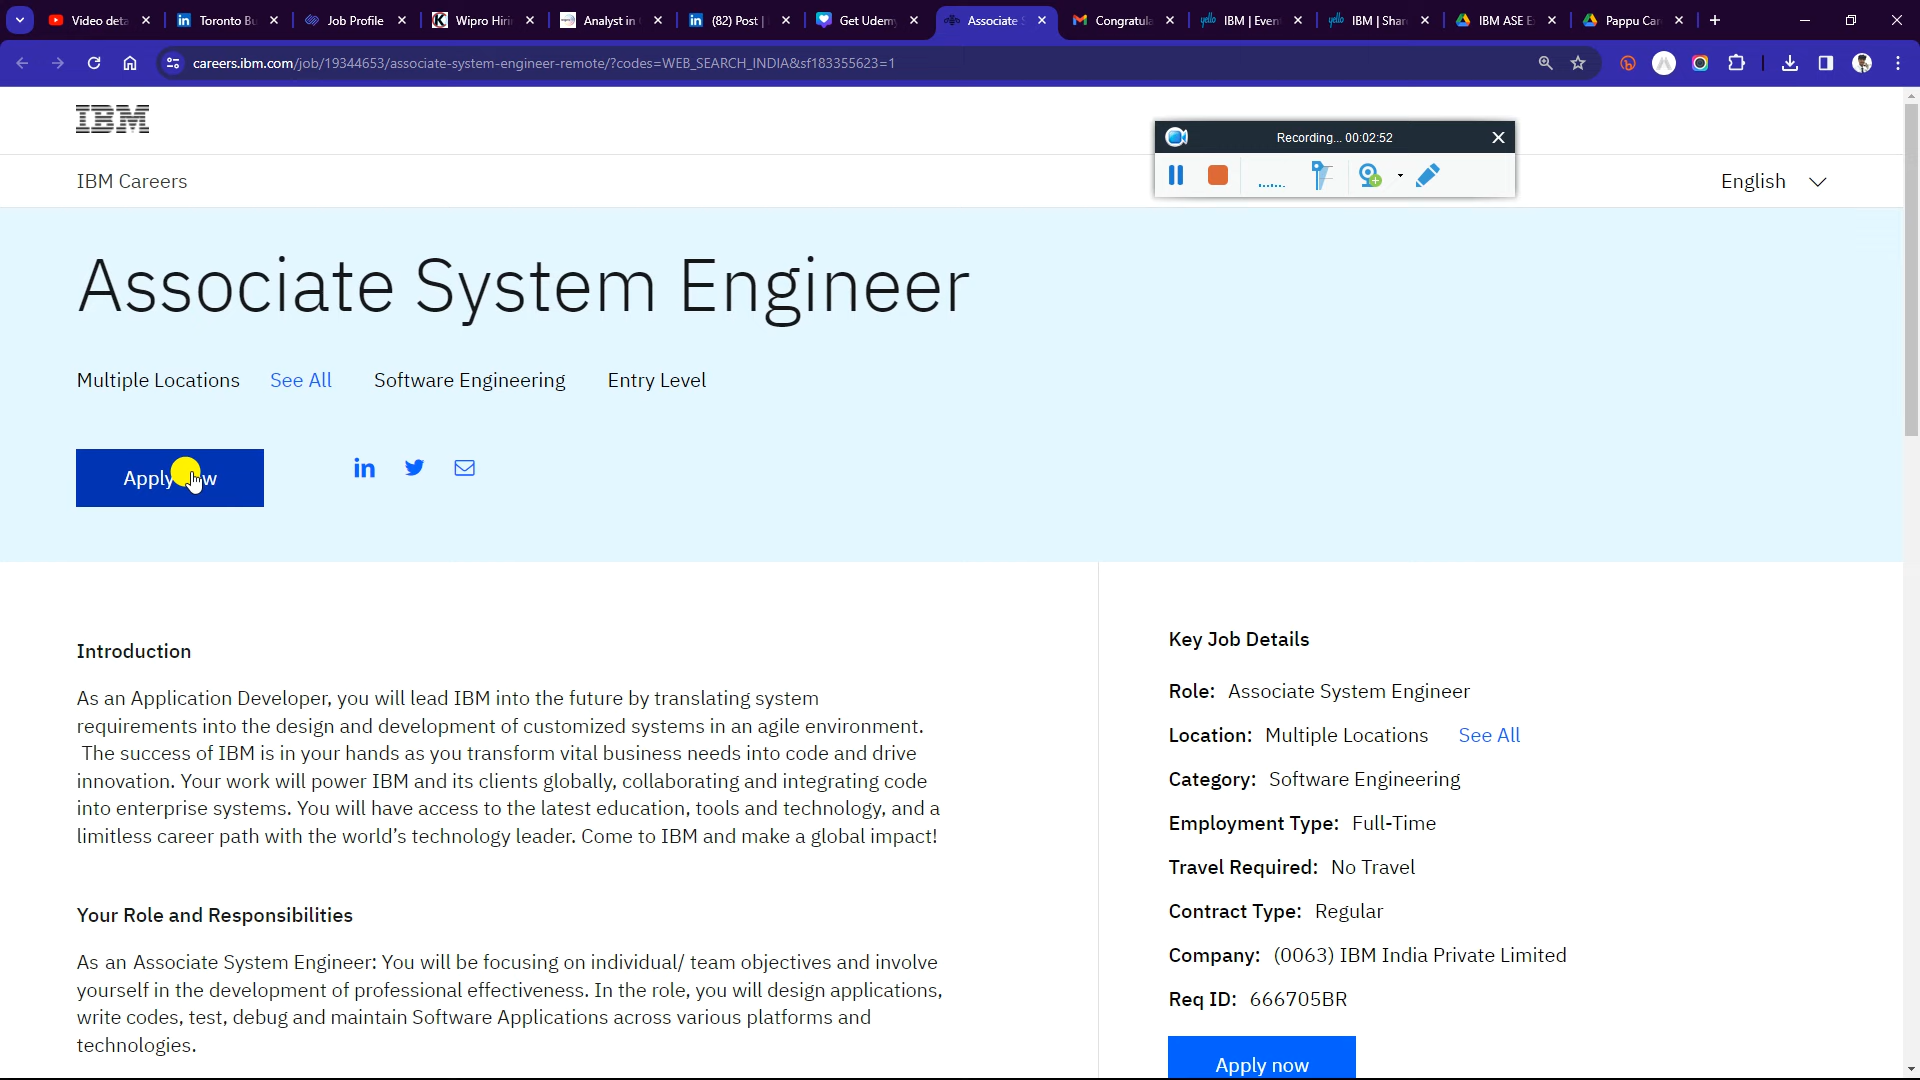 Video deta
Toronto Bu
Job Profile
Wipro Hirin
Analyst in
(82) Post |
Get Udemy
Associate S
Congratula
yello IBM | Even
yello IBM | Shar
IBM ASE E
Pappu Car
careers.ibm.com/job/19344653/associate-system-engineer-remote/?codes=WEB_SEARCH_INDIA&sf183355623=1
IBM
Recording... 00:02:52
IBM Careers
English
Associate System Engineer
Multiple Locations See All Software Engineering Entry Level
Apply now
Introduction
As an Application Developer, you will lead IBM into the future by translating system
requirements into the design and development of customized systems in an agile environment.
The success of IBM is in your hands as you transform vital business needs into code and drive
innovation. Your work will power IBM and its clients globally, collaborating and integrating code
into enterprise systems. You will have access to the latest education, tools and technology, and a
limitless career path with the world’s technology leader. Come to IBM and make a global impact!
Your Role and Responsibilities
As an Associate System Engineer: You will be focusing on individual/ team objectives and involve
yourself in the development of professional effectiveness. In the role, you will design applications,
write codes, test, debug and maintain Software Applications across various platforms and
technologies.
Key Job Details
Role: Associate System Engineer
Location: Multiple Locations See All
Category: Software Engineering
Employment Type: Full-Time
Travel Required: No Travel
Contract Type: Regular
Company: (0063) IBM India Private Limited
Req ID: 666705BR
Apply now